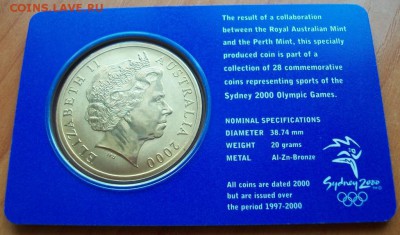 COINS.LAVE.RU
The result of a collaboration
between the Royal Australian Mint
and the Perth Mint, this specially
produced coin is part of a
collection of 28 commemorative
coins representing sports of the
Sydney 2000 Olympic Games.
NOMINAL SPECIFICATIONS
DIAMETER 38.74 mm
WEIGHT 20 grams
METAL Al-Zn-Bronze
All coins are dated 2000
but are issued over
the period 1997-2000
Sydney 2000
ELIZABETH II AUSTRALIA 2000